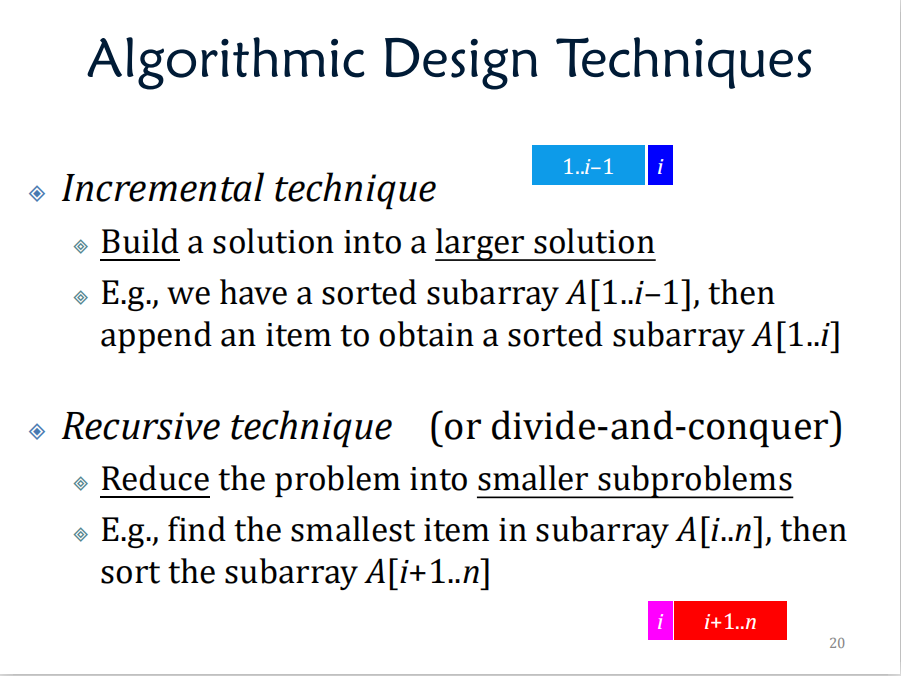 Algorithmic Design Techniques
1..i–1 i
Incremental technique
Build a solution into a larger solution
E.g., we have a sorted subarray A[1..i–1], then
append an item to obtain a sorted subarray A[1..i]
Recursive technique (or divide-and-conquer)
Reduce the problem into smaller subproblems
E.g., find the smallest item in subarray A[i..n], then
sort the subarray A[i+1..n]
i i+1..n
20